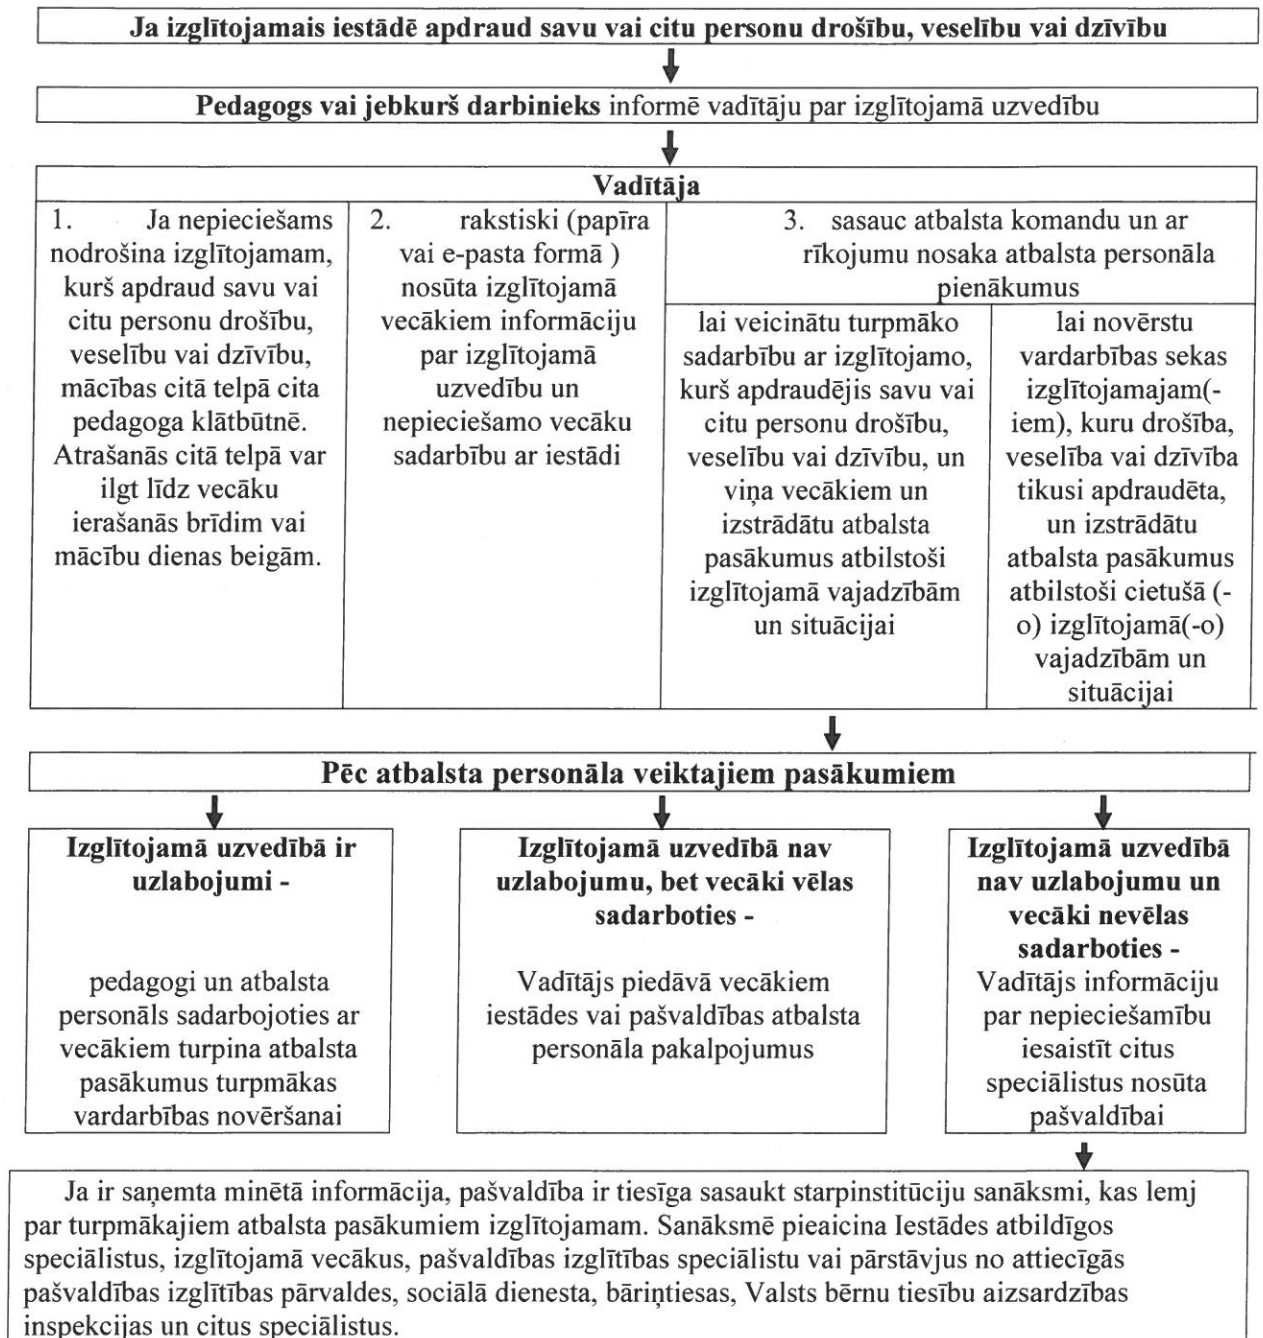 Ja izglītojamais iestādē apdraud savu vai citu personu drošību, veselību vai dzīvību
Pedagogs vai jebkurš darbinieks informē vadītāju par izglītojamā uzvedību
Vadītāja
1. Ja nepieciešams
nodrošina izglītojamam,
kurš apdraud savu vai
citu personu drošību,
veselību vai dzīvību,
mācības citā telpā cita
pedagoga klātbūtnē.
Atrašanās citā telpā var
ilgt līdz vecāku
ierašanās brīdim vai
mācību dienas beigām.
2. rakstiski (papīra
vai e-pasta formā )
nosūta izglītojamā
vecākiem informāciju
par izglītojamā
uzvedību un
nepieciešamo vecāku
sadarbību ar iestādi
3. sasauc atbalsta komandu un ar
rīkojumu nosaka atbalsta personāla
pienākumus
lai veicinātu turpmāko
sadarbību ar izglītojamo,
kurš apdraudējis savu vai
citu personu drošību,
veselību vai dzīvību, un
viņa vecākiem un
izstrādātu atbalsta
pasākumus atbilstoši
izglītojamā vajadzībām
un situācijai
lai novērstu
vardarbības sekas
izglītojamajam(-
iem), kuru drošība,
veselība vai dzīvība
tikusi apdraudēta,
un izstrādātu
atbalsta pasākumus
atbilstoši cietušā (-
o) izglītojamā(-o)
vajadzībām un
situācijai
Pēc atbalsta personāla veiktajiem pasākumiem
Izglītojamā uzvedībā ir
uzlabojumi -
pedagogi un atbalsta
personāls sadarbojoties ar
vecākiem turpina atbalsta
pasākumus turpmākas
vardarbības novēršanai
Izglītojamā uzvedībā nav
uzlabojumu, bet vecāki vēlas
sadarboties -
Vadītājs piedāvā vecākiem
iestādes vai pašvaldības atbalsta
personāla pakalpojumus
Izglītojamā uzvedībā
nav uzlabojumu un
vecāki nevēlas
sadarboties -
Vadītājs informāciju
par nepieciešamību
iesaistīt citus
speciālistus nosūta
pašvaldībai
Ja ir saņemta minētā informācija, pašvaldība ir tiesīga sasaukt starpinstitūciju sanāksmi, kas lemj
par turpmākajiem atbalsta pasākumiem izglītojamam. Sanāksmē pieaicina Iestādes atbildīgos
speciālistus, izglītojamā vecākus, pašvaldības izglītības speciālistu vai pārstāvjus no attiecīgās
pašvaldības izglītības pārvaldes, sociālā dienesta, bāriņtiesas, Valsts bērnu tiesību aizsardzības
inspekcijas un citus speciālistus.